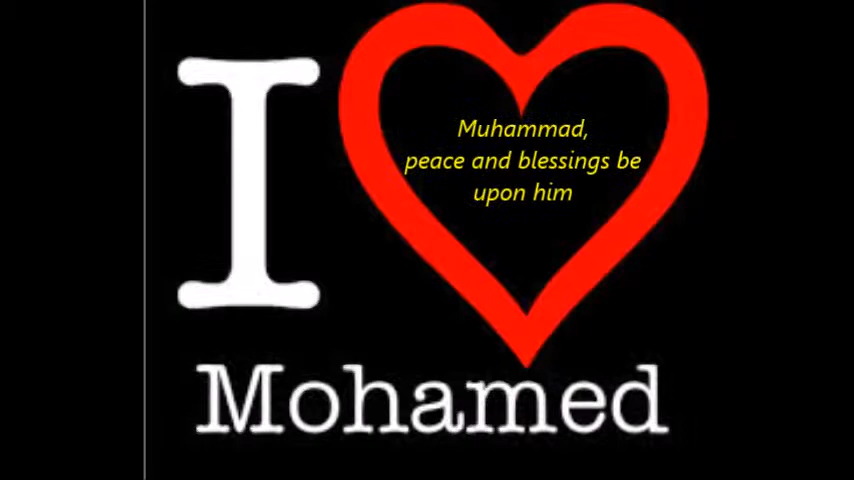 I
Muhammad,
peace and blessings be
upon him
Mohamed